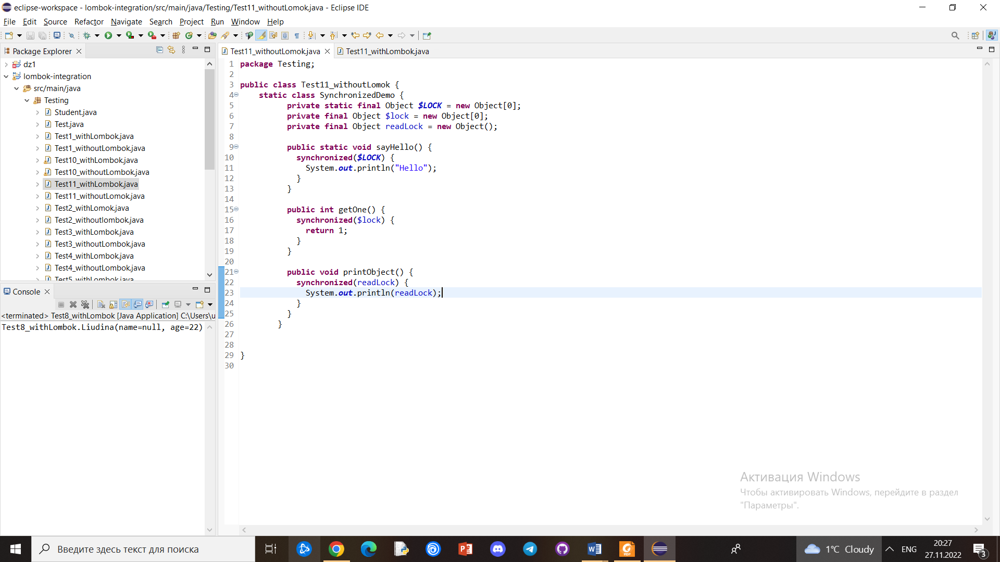 eclipse-workspace - lombok-integration/src/main/java/Testing/Test11_withoutLomok.java - Eclipse IDE
File Edit Source Refactor Navigate Search Project Run Window Help
Package Explorer
dz1
lombok-integration
src/main/java
Testing
Student.java
Test.java
Test1_withLombok.java
Test1_withoutLombok.java
Test10_withLombok.java
Test10_withoutLombok.java
Test11_withLombok.java
Test11_withoutLomok.java
Test2_withLomok.java
Test2_withoutlombok.java
Test3_withLombok.java
Test3_withoutLombok.java
Test4_withLombok.java
Test4_withoutLombok.java
Test5_withLombok.java
Console
<terminated> Test8_withLombok [Java Application] C:\Users\u
Test8_withLombok.Liudina(name=null, age=22)
Test11_withoutLomok.java Test11_withLombok.java
1 package Testing;
2
3 public class Test11_withoutLomok {
4 static class SynchronizedDemo {
5 private static final Object $LOCK = new Object[0];
6 private final Object $lock = new Object[0];
7 private final Object readLock = new Object();
8
9 public static void sayHello() {
10 synchronized($LOCK) {
11 System.out.println("Hello");
12 }
13 }
14
15 public int getOne() {
16 synchronized($lock) {
17 return 1;
18 }
19 }
20
21 public void printObject() {
22 synchronized(readLock) {
23 System.out.println(readLock);
24 }
25 }
26 }
27
28
29 }
30
Активация Windows
Чтобы активировать Windows, перейдите в раздел
"Параметры".
Введите здесь текст для поиска
1°C Cloudy
ENG
20:27
27.11.2022
3